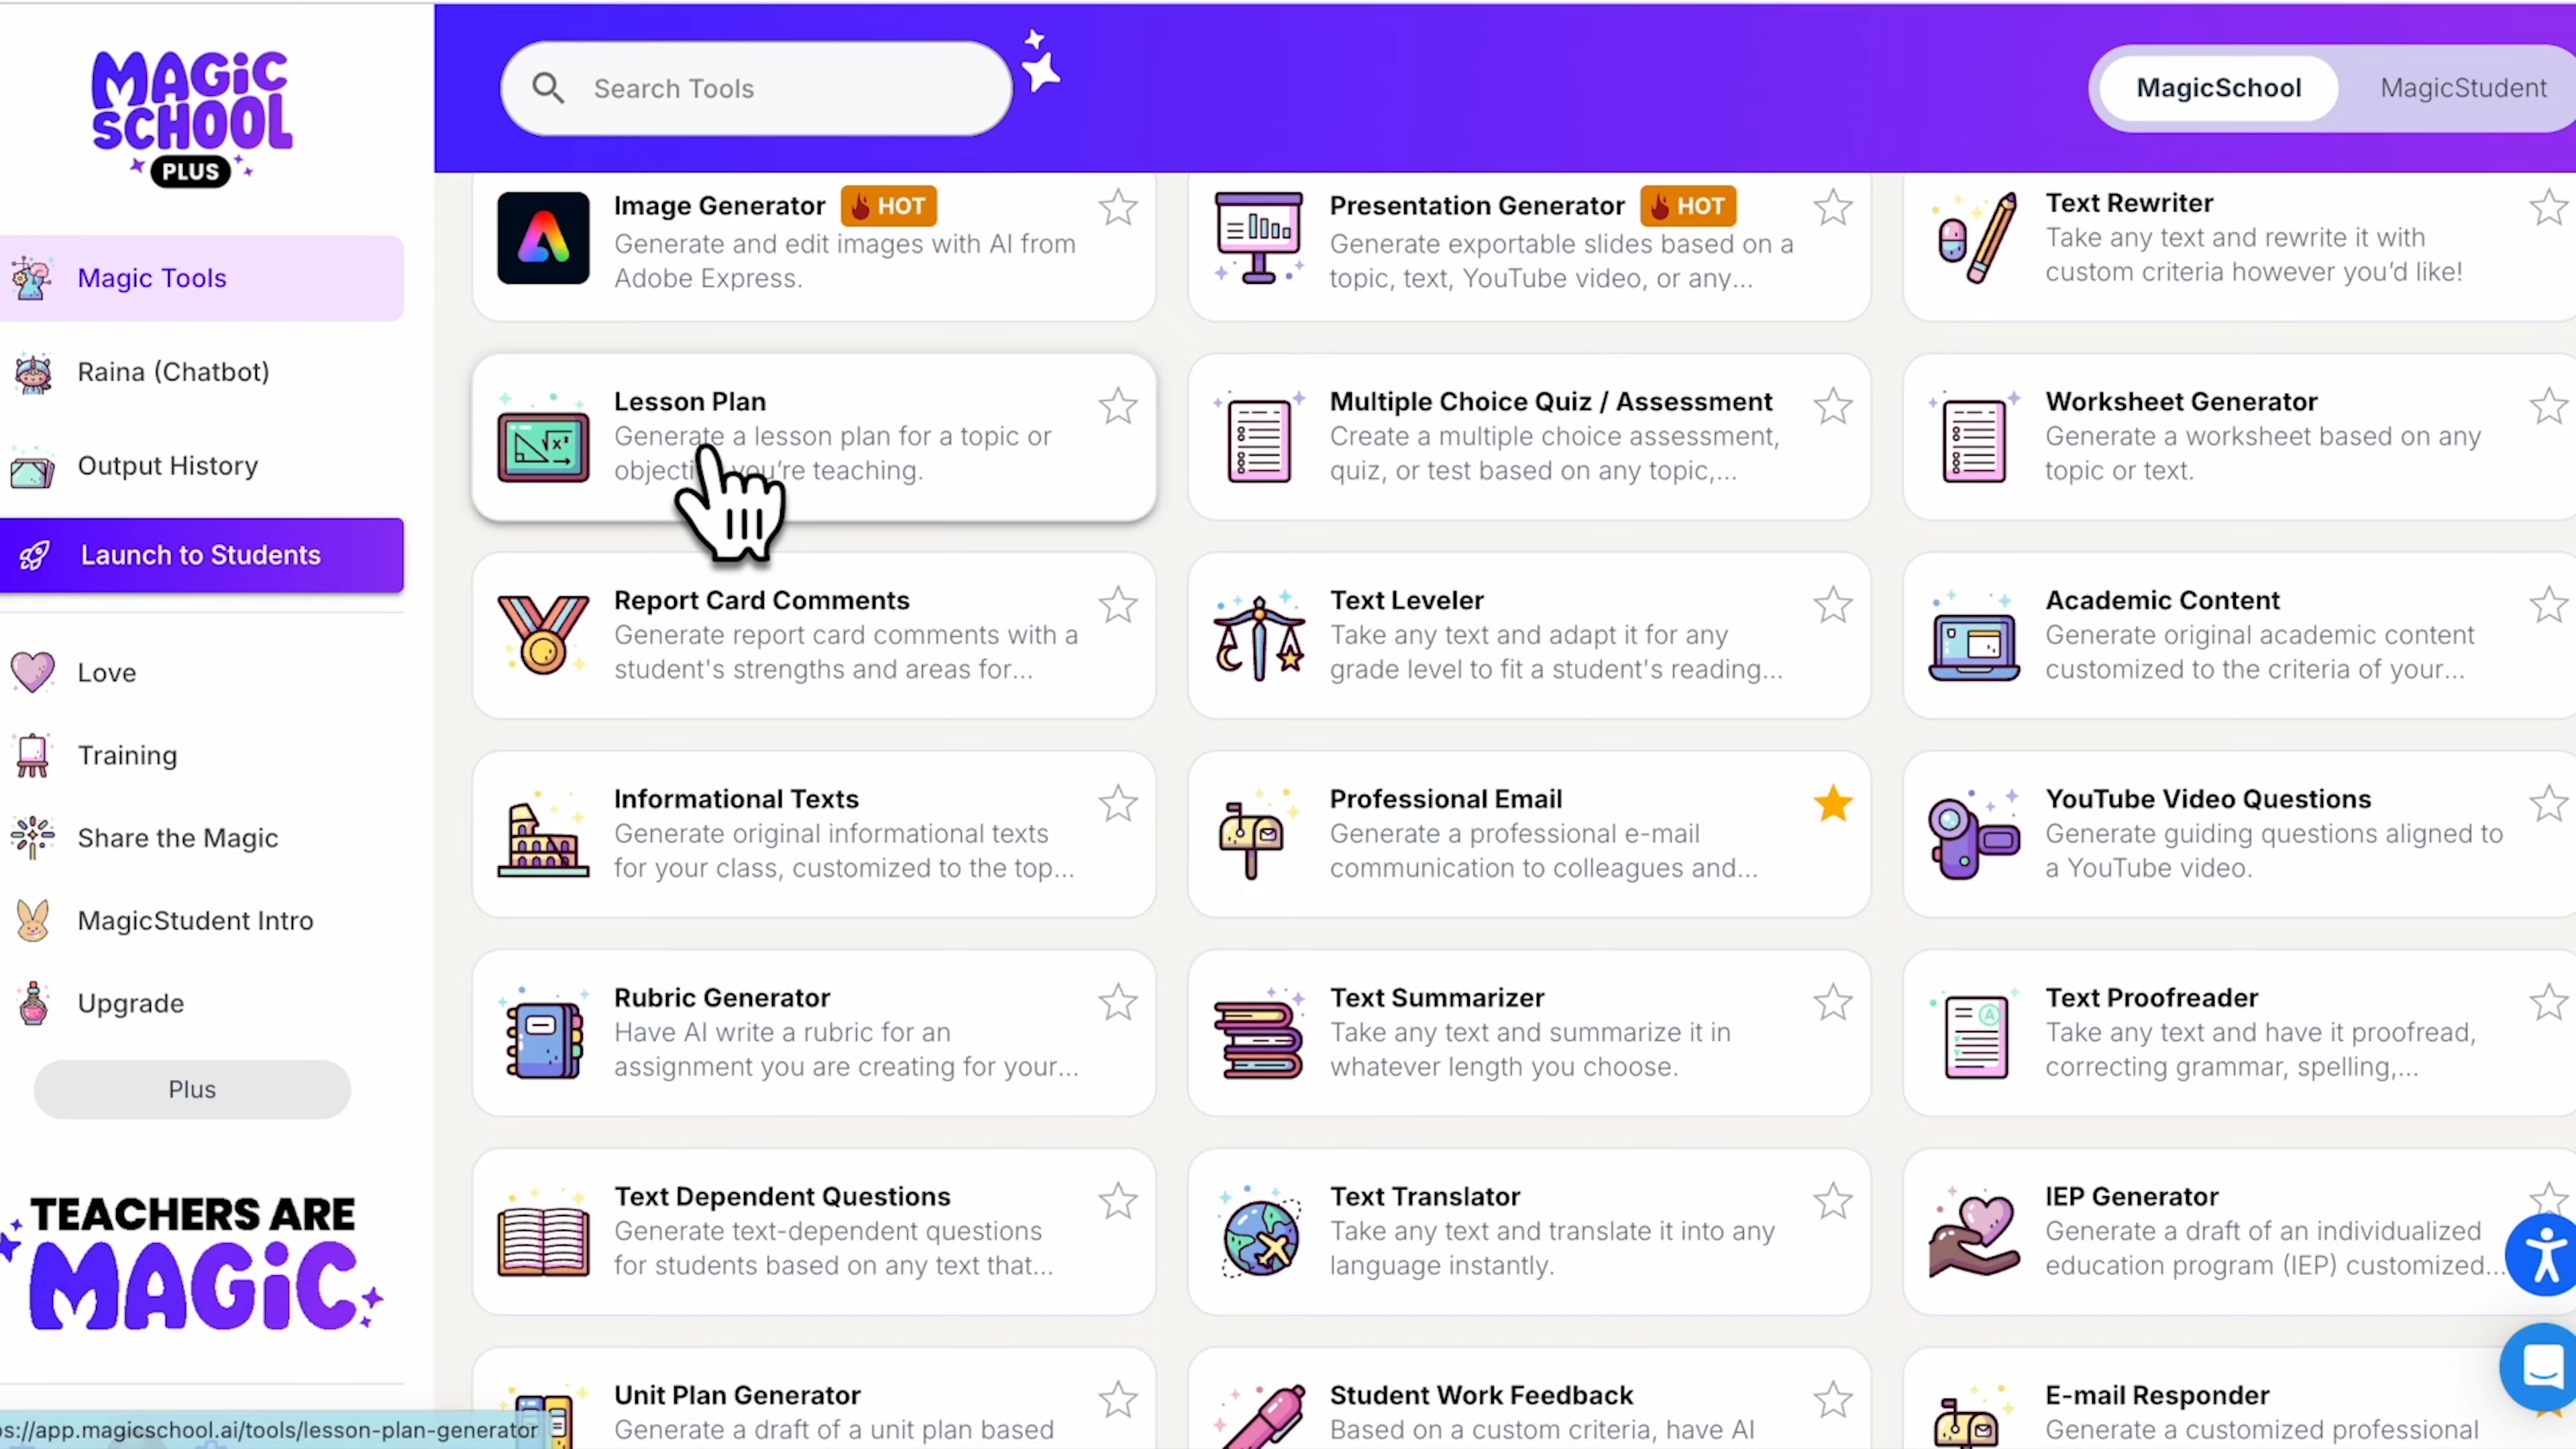 MAGiC
SCHOOL
PLUS
Magic Tools
Raina (Chatbot)
Output History
Launch to Students
Love
Training
Share the Magic
MagicStudent Intro
Upgrade
Plus
TEACHERS ARE
MAGiC
Search Tools
MagicSchool
MagicStudent
Image Generator HOT
Generate and edit images with AI from
Adobe Express.
Presentation Generator HOT
Generate exportable slides based on a
topic, text, YouTube video, or any...
Text Rewriter
Take any text and rewrite it with
custom criteria however you'd like!
Lesson Plan
Generate a lesson plan for a topic or
you're teaching.
Multiple Choice Quiz / Assessment
Create a multiple choice assessment,
quiz, or test based on any topic,...
Worksheet Generator
Generate a worksheet based on any
topic or text.
Report Card Comments
Generate report card comments with a
student's strengths and areas for...
Text Leveler
Take any text and adapt it for any
grade level to fit a student's reading...
Academic Content
Generate original academic content
customized to the criteria of your...
Informational Texts
Generate original informational texts
for your class, customized to the top...
Professional Email
Generate a professional e-mail
communication to colleagues and...
YouTube Video Questions
Generate guiding questions aligned to
a YouTube video.
Rubric Generator
Have AI write a rubric for an
assignment you are creating for your...
Text Summarizer
Take any text and summarize it in
whatever length you choose.
Text Proofreader
Take any text and have it proofread,
correcting grammar, spelling,...
Text Dependent Questions
Generate text-dependent questions
for students based on any text that...
Text Translator
Take any text and translate it into any
language instantly.
IEP Generator
Generate a draft of an individualized
education program (IEP) customized...
Unit Plan Generator
Generate a draft of a unit plan based
Student Work Feedback
Based on a custom criteria, have AI
E-mail Responder
Generate a customized professional
ps://app.magicschool.ai/tools/lesson-plan-generator